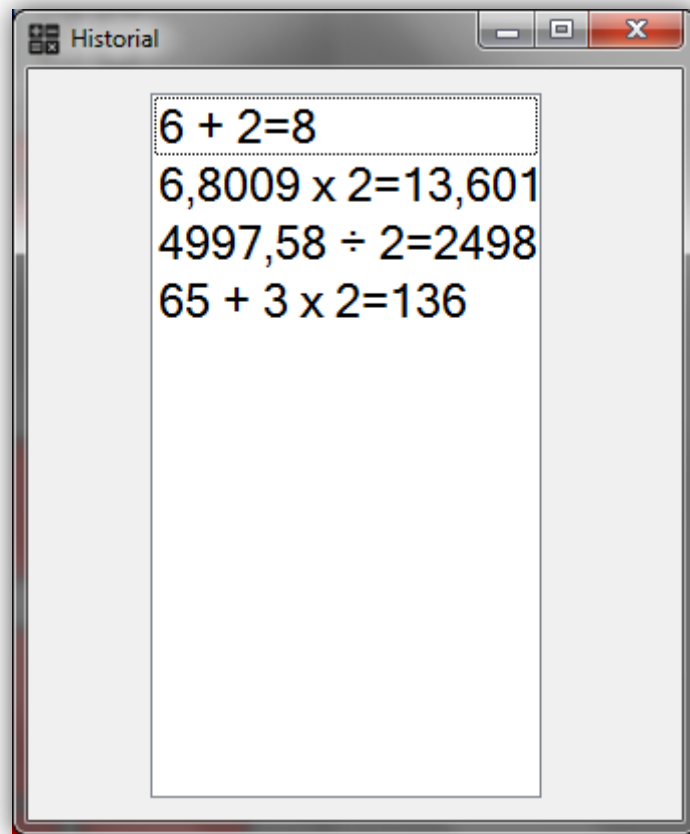 Historial
6 + 2=8
6,8009 x 2=13,601
4997,58 ÷ 2=2498
65 + 3 x 2=136